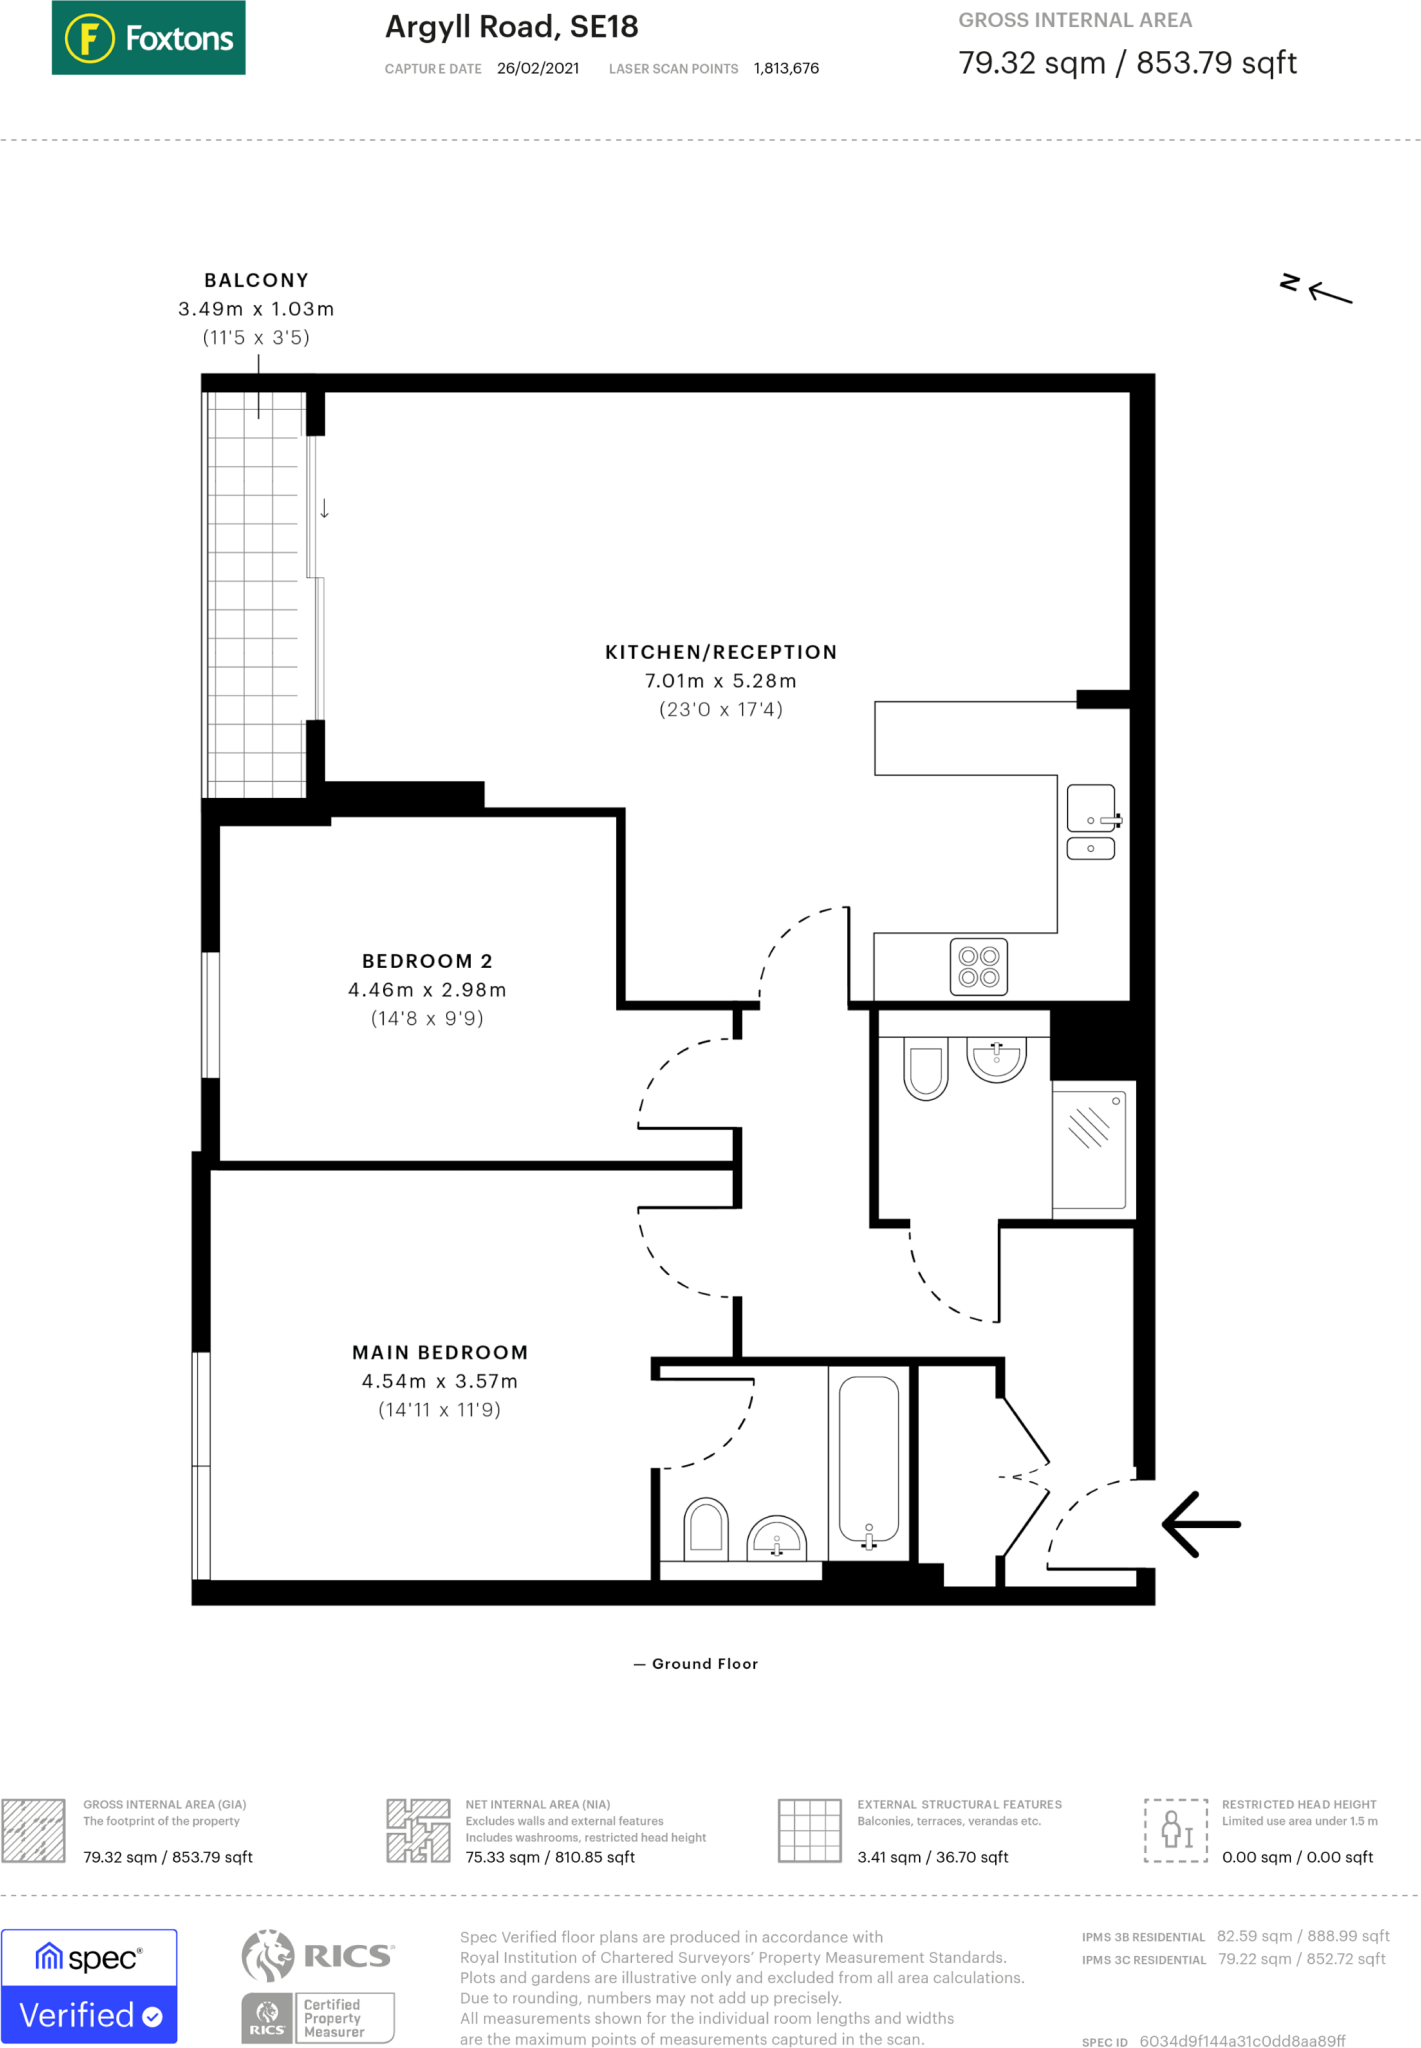 Foxtons
Argyll Road, SE18
CAPTURE DATE 26/02/2021 LASER SCAN POINTS 1,813,676
GROSS INTERNAL AREA
79.32 sqm / 853.79 sqft
N
BALCONY
3.49m x 1.03m
(11'5 x 3'5)
KITCHEN/RECEPTION
7.01m x 5.28m
(23'0 x 17'4)
BEDROOM 2
4.46m x 2.98m
(14'8 x 9'9)
MAIN BEDROOM
4.54m x 3.57m
(14'11 x 11'9)
— Ground Floor
GROSS INTERNAL AREA (GIA)
The footprint of the property
79.32 sqm / 853.79 sqft
NET INTERNAL AREA (NIA)
Excludes walls and external features
Includes washrooms, restricted head height
75.33 sqm / 810.85 sqft
EXTERNAL STRUCTURAL FEATURES
Balconies, terraces, verandas etc.
3.41 sqm / 36.70 sqft
RESTRICTED HEAD HEIGHT
Limited use area under 1.5 m
0.00 sqm / 0.00 sqft
spec®
Verified
RICS®
RICS
Certified
Property
Measurer
Spec Verified floor plans are produced in accordance with
Royal Institution of Chartered Surveyors' Property Measurement Standards.
Plots and gardens are illustrative only and excluded from all area calculations.
Due to rounding, numbers may not add up precisely.
All measurements shown for the individual room lengths and widths
are the maximum points of measurements captured in the scan.
IPMS 3B RESIDENTIAL 82.59 sqm / 888.99 sqft
IPMS 3C RESIDENTIAL 79.22 sqm / 852.72 sqft
SPEC ID 6034d9f144a31c0dd8aa89ff